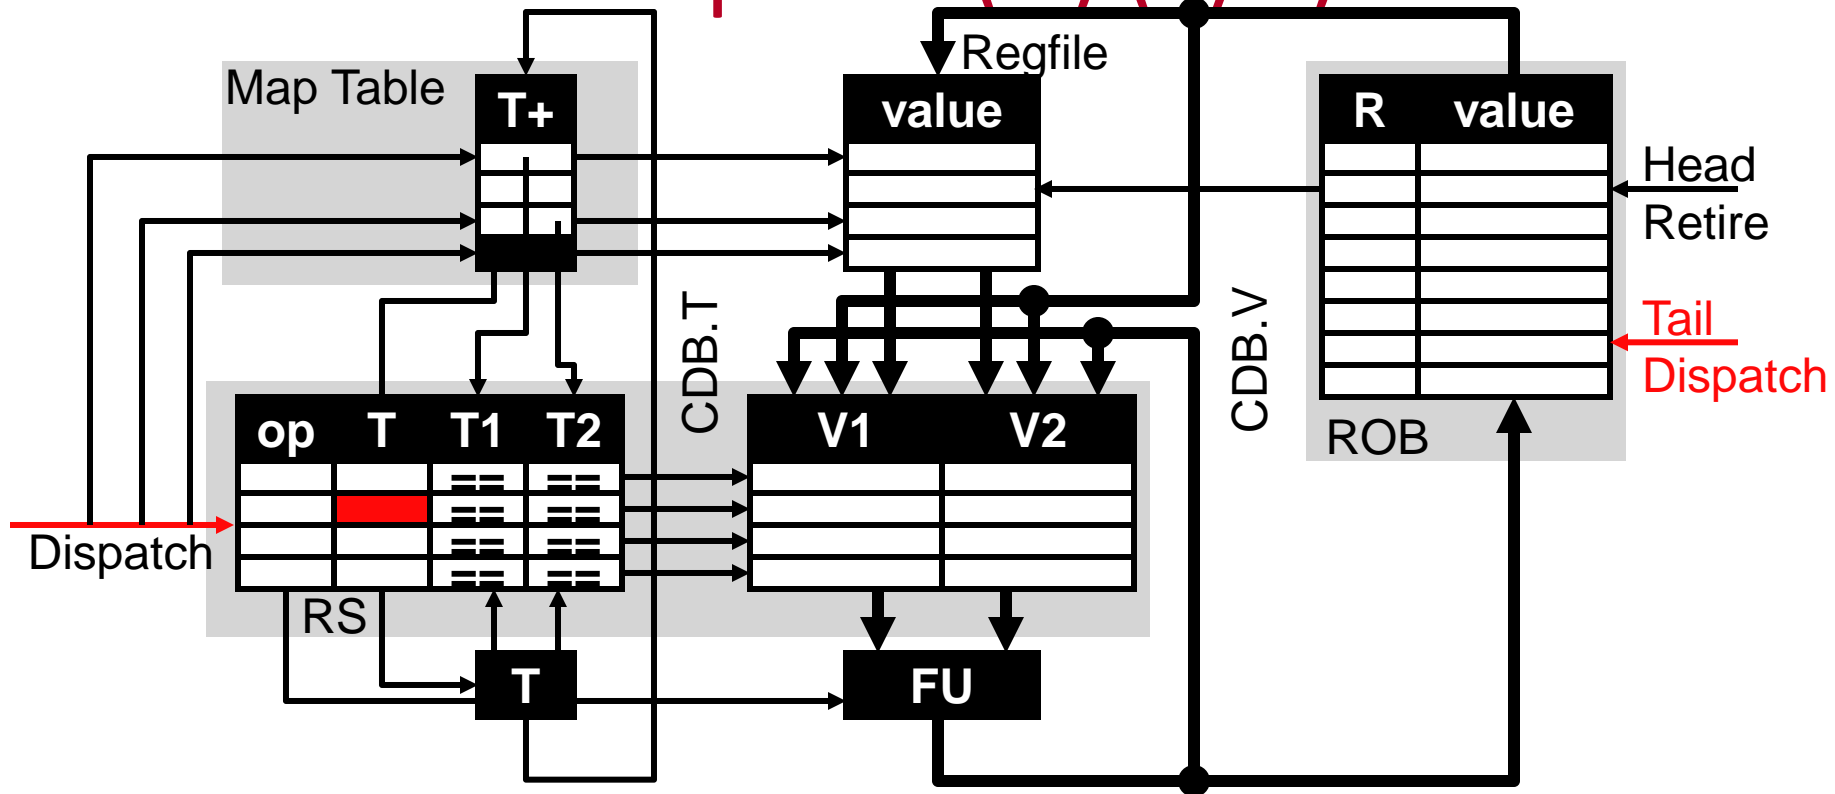 Regfile
Map Table
T+
value
R value
Head
Retire
CDB.T
CDB.V
Tail
Dispatch
op T T1 T2
V1 V2
ROB
== ==
== ==
== ==
== ==
Dispatch
RS
T
FU